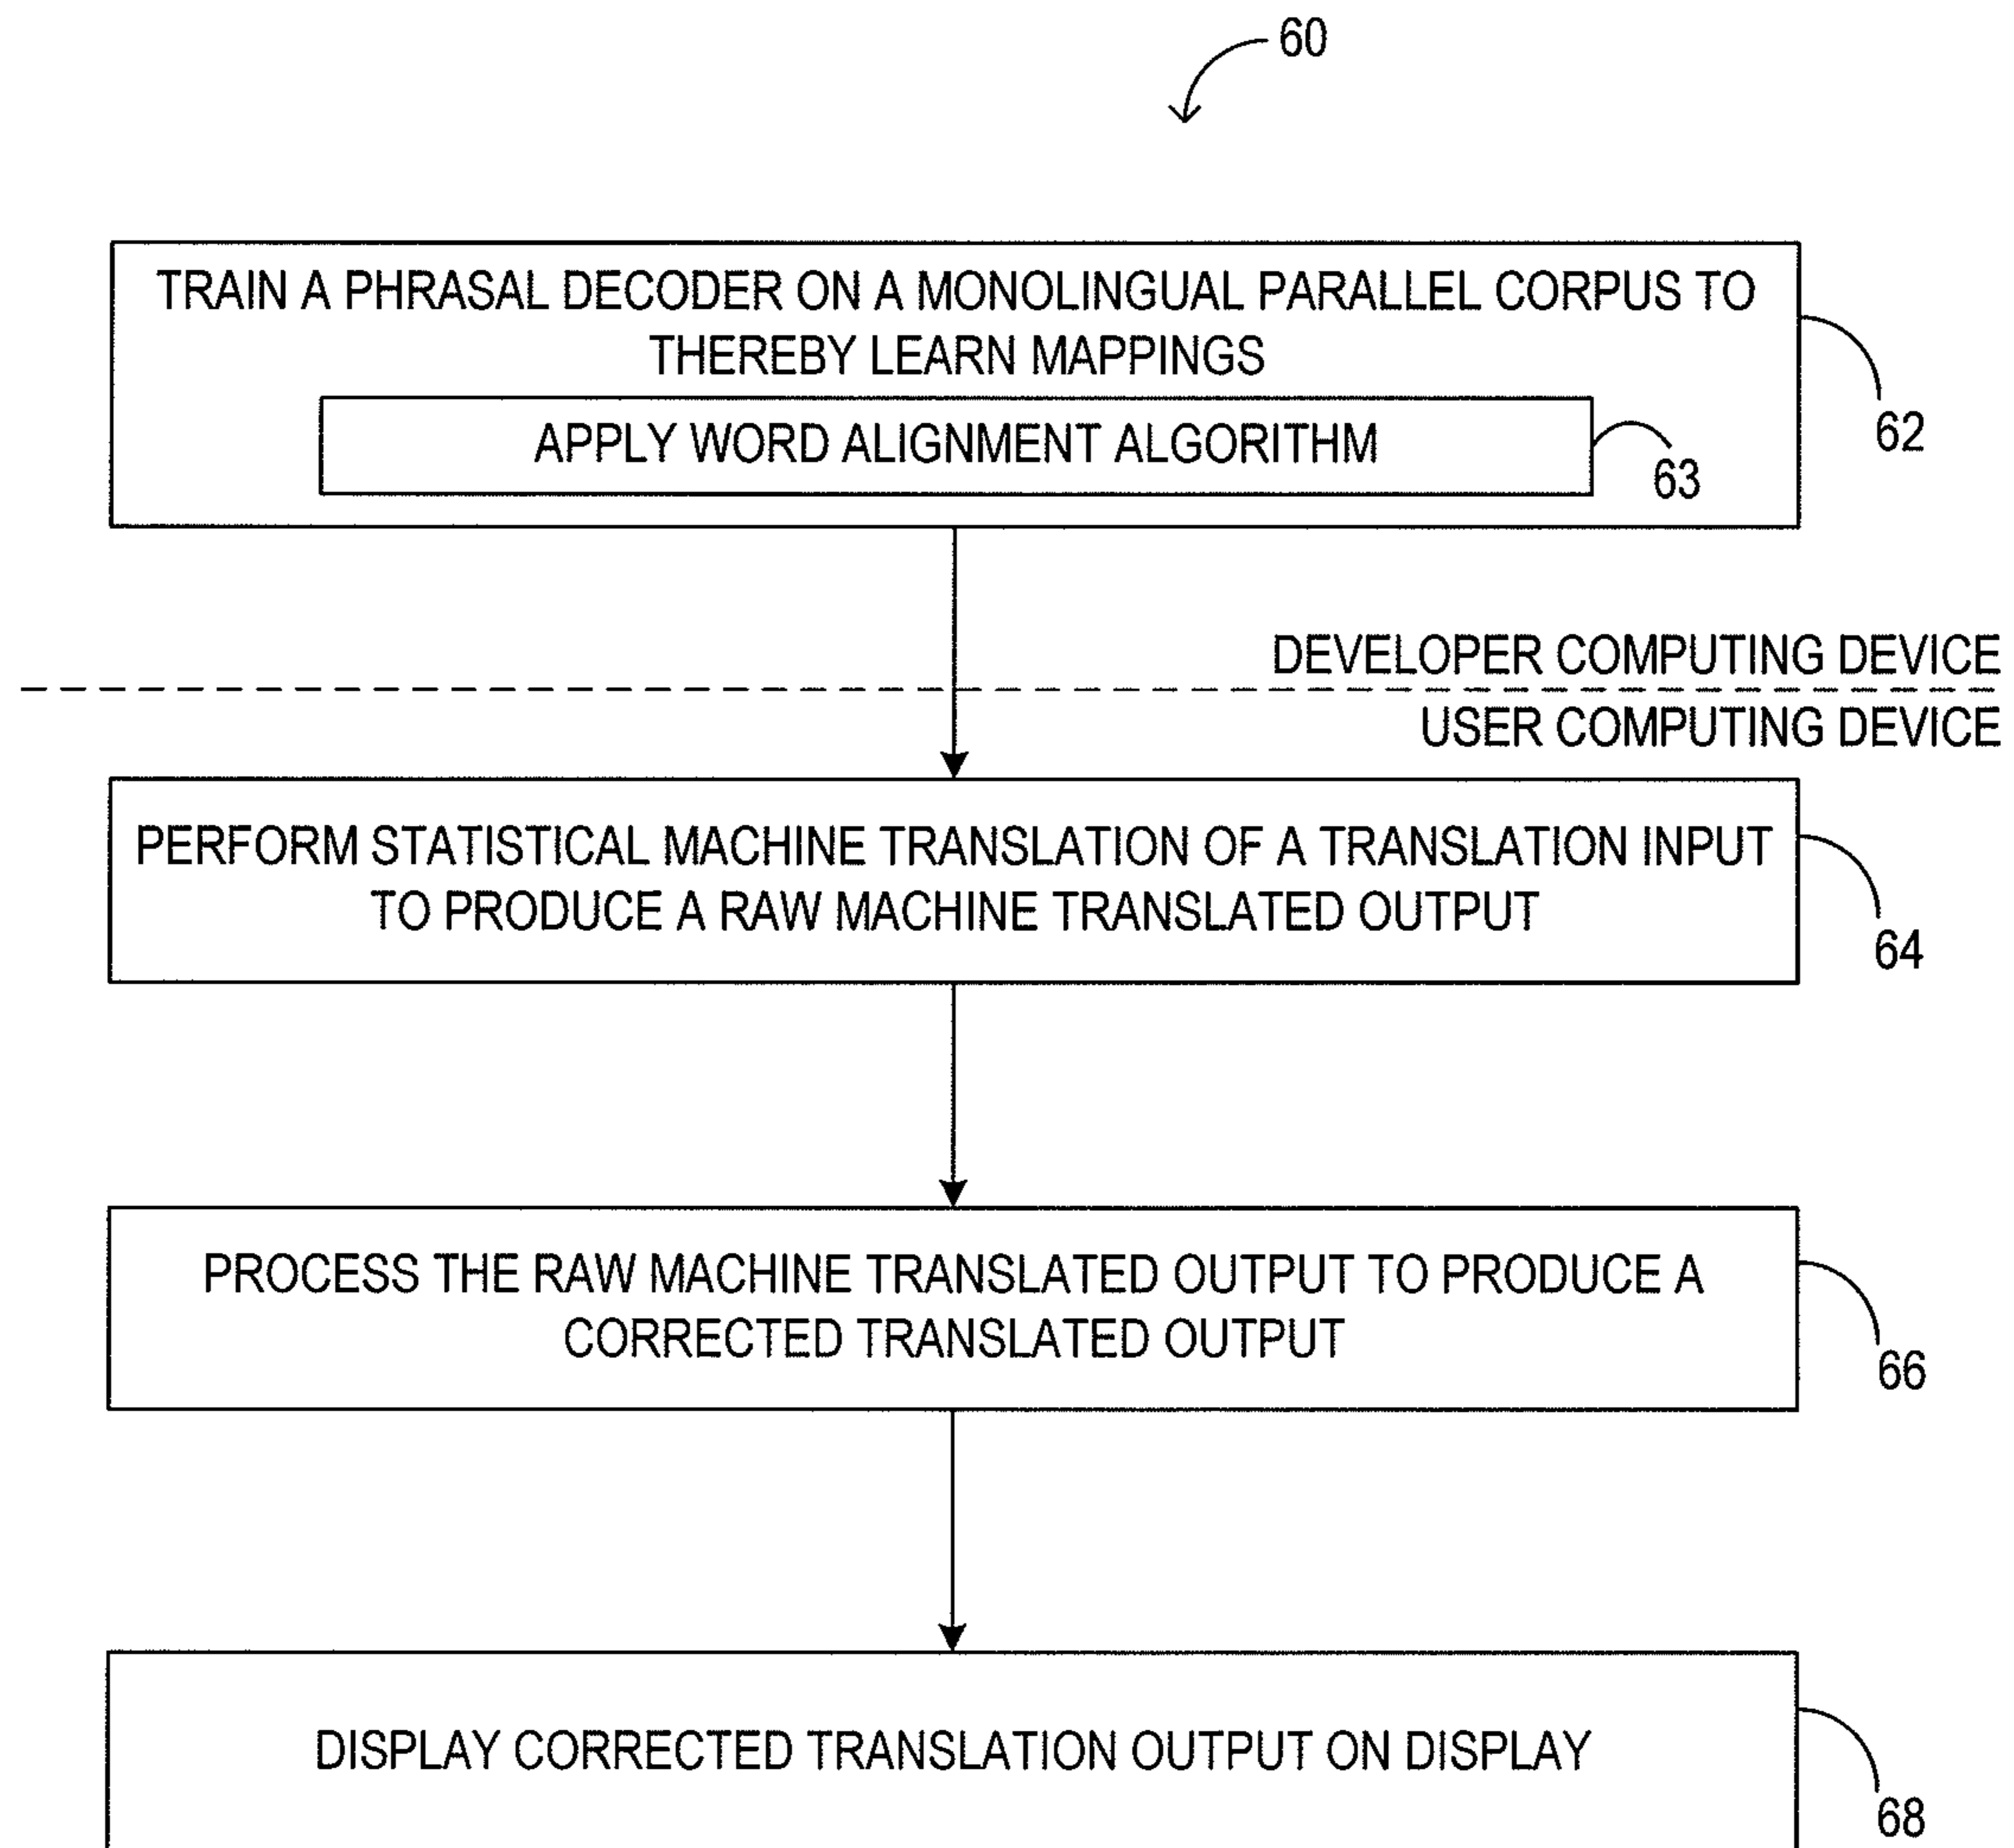 60
TRAIN A PHRASAL DECODER ON A MONOLINGUAL PARALLEL CORPUS TO
THEREBY LEARN MAPPINGS
APPLY WORD ALIGNMENT ALGORITHM
62
63
DEVELOPER COMPUTING DEVICE
USER COMPUTING DEVICE
PERFORM STATISTICAL MACHINE TRANSLATION OF A TRANSLATION INPUT
TO PRODUCE A RAW MACHINE TRANSLATED OUTPUT
64
PROCESS THE RAW MACHINE TRANSLATED OUTPUT TO PRODUCE A
CORRECTED TRANSLATED OUTPUT
66
DISPLAY CORRECTED TRANSLATION OUTPUT ON DISPLAY
68